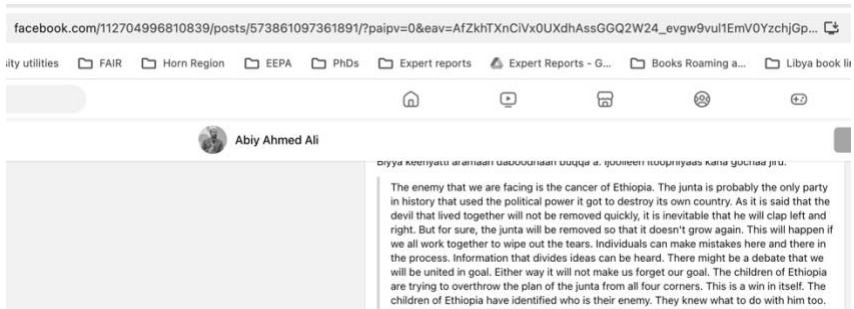 facebook.com/112704996810839/posts/573861097361891/?paipv=0&eav=AfZkhTXnCiVx0UXdhAssGGQ2W24_evgw9vul1EmV0YzchjGp...
ity utilities FAIR Horn Region EEPA PhDs Expert reports Expert Reports - G... Books Roaming a... Libya book li
Abiy Ahmed Ali
Biyya keenyatti
The enemy that we are facing is the cancer of Ethiopia. The junta is probably the only party
in history that used the political power it got to destroy its own country. As it is said that the
devil that lived together will not be removed quickly, it is inevitable that he will clap left and
right. But for sure, the junta will be removed so that it doesn't grow again. This will happen if
we all work together to wipe out the tears. Individuals can make mistakes here and there in
the process. Information that divides ideas can be heard. There might be a debate that we
will be united in goal. Either way it will not make us forget our goal. The children of Ethiopia
are trying to overthrow the plan of the junta from all four corners. This is a win in itself. The
children of Ethiopia have identified who is their enemy. They knew what to do with him too.